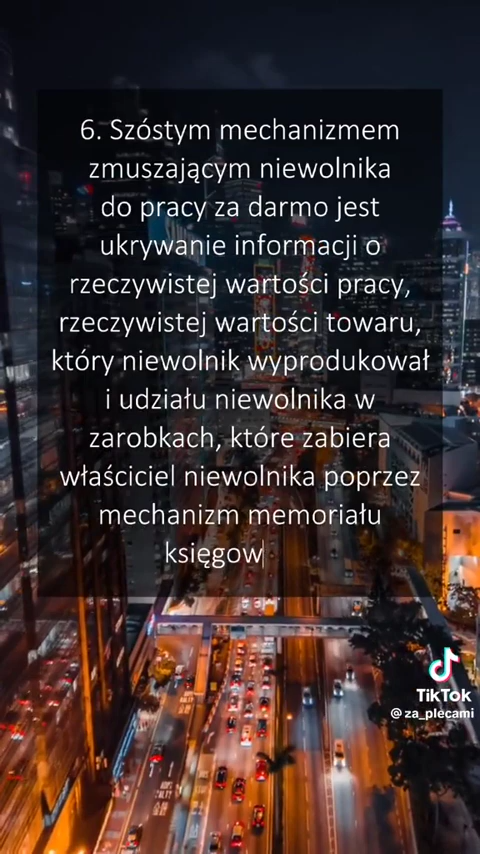 6. Szóstym mechanizmem
zmuszającym niewolnika
do pracy za darmo jest
ukrywanie informacji o
rzeczywistej wartości pracy,
rzeczywistej wartości towaru,
który niewolnik wyprodukował
i udziału niewolnika w
zarobkach, które zabiera
właściciel niewolnika poprzez
mechanizm memoriału
księgow
TikTok
@za_plecami